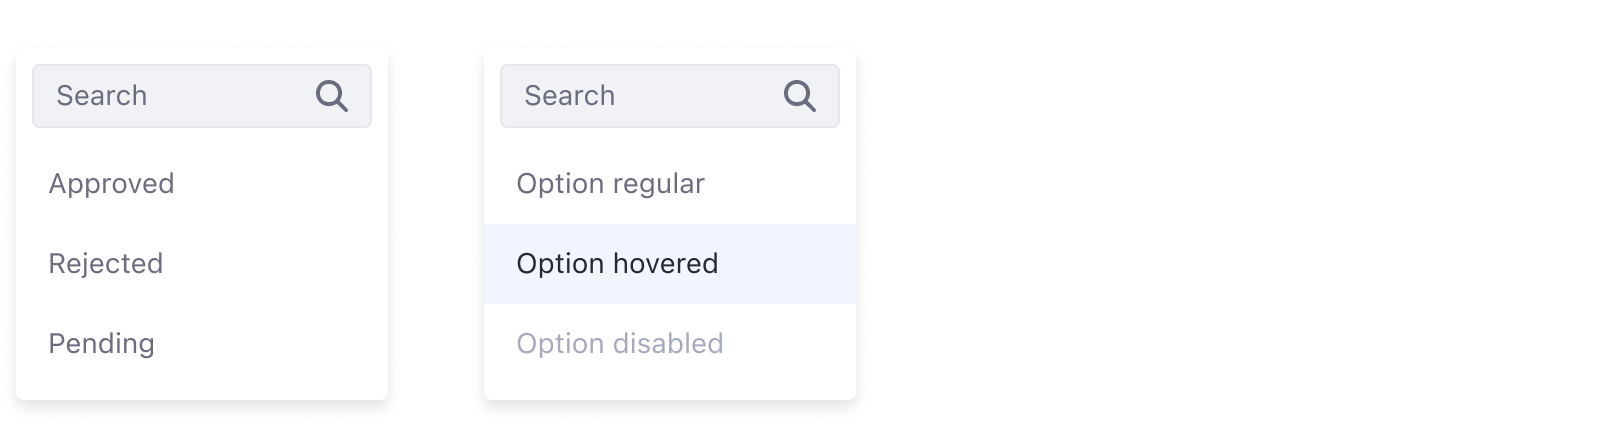 Search
Approved
Rejected
Pending
Search
Option regular
Option hovered
Option disabled